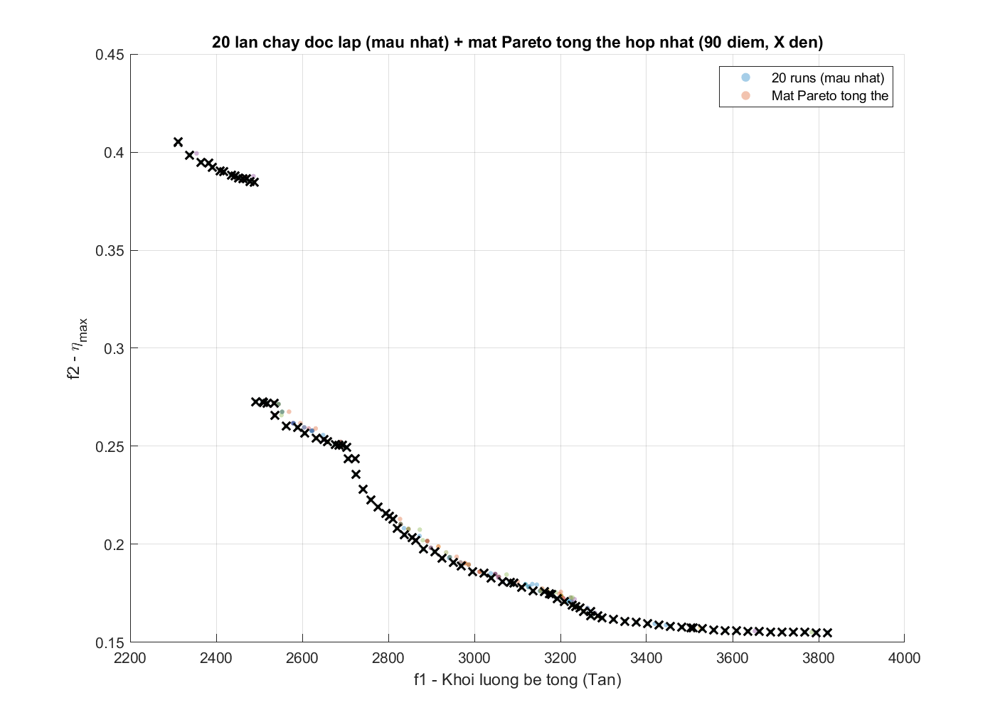 20 lan chay doc lap (mau nhat) + mat Pareto tong the hop nhat (90 diem, X den)
0.45
0.4
0.35
0.3
0.25
0.2
0.15
f2 - ηmax
20 runs (mau nhat)
Mat Pareto tong the
2200 2400 2600 2800 3000 3200 3400 3600 3800 4000
f1 - Khoi luong be tong (Tan)